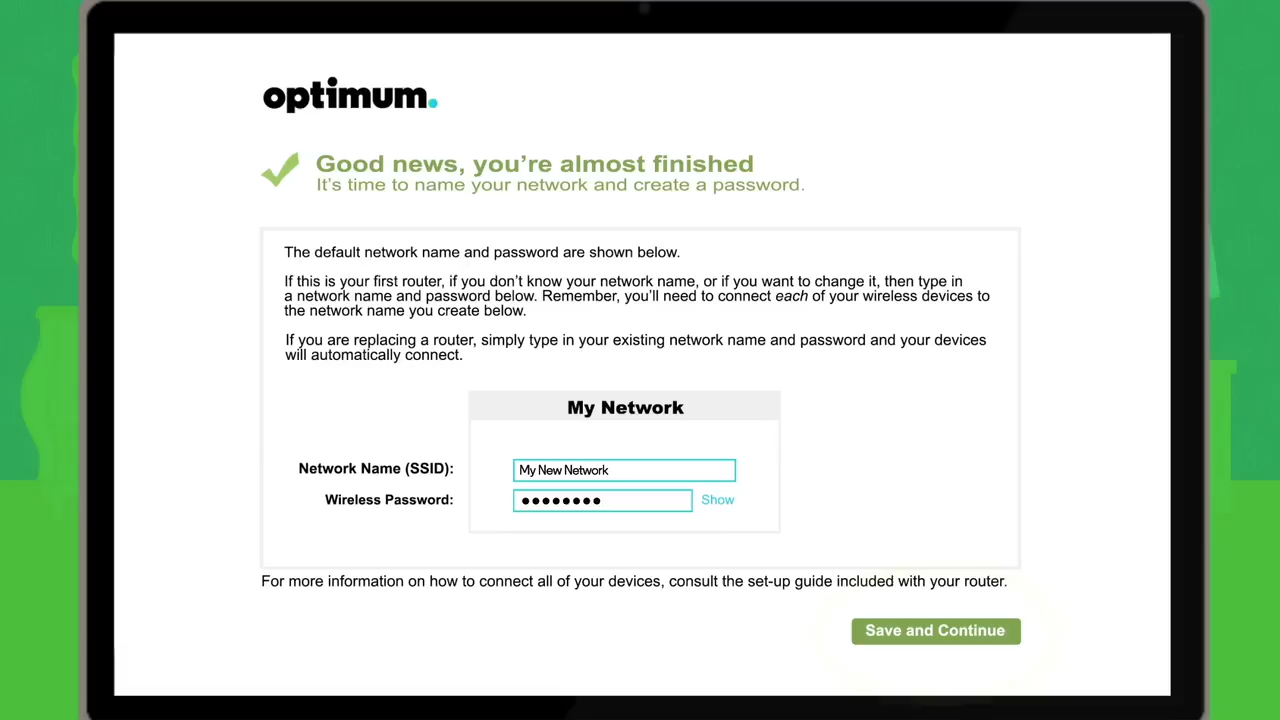 optimum.
Good news, you’re almost finished
It’s time to name your network and create a password.
The default network name and password are shown below.
If this is your first router, if you don’t know your network name, or if you want to change it, then type in
a network name and password below. Remember, you’ll need to connect each of your wireless devices to
the network name you create below.
If you are replacing a router, simply type in your existing network name and password and your devices
will automatically connect.
My Network
Network Name (SSID): My New Network
Wireless Password: ●●●●●●●● Show
For more information on how to connect all of your devices, consult the set-up guide included with your router.
Save and Continue